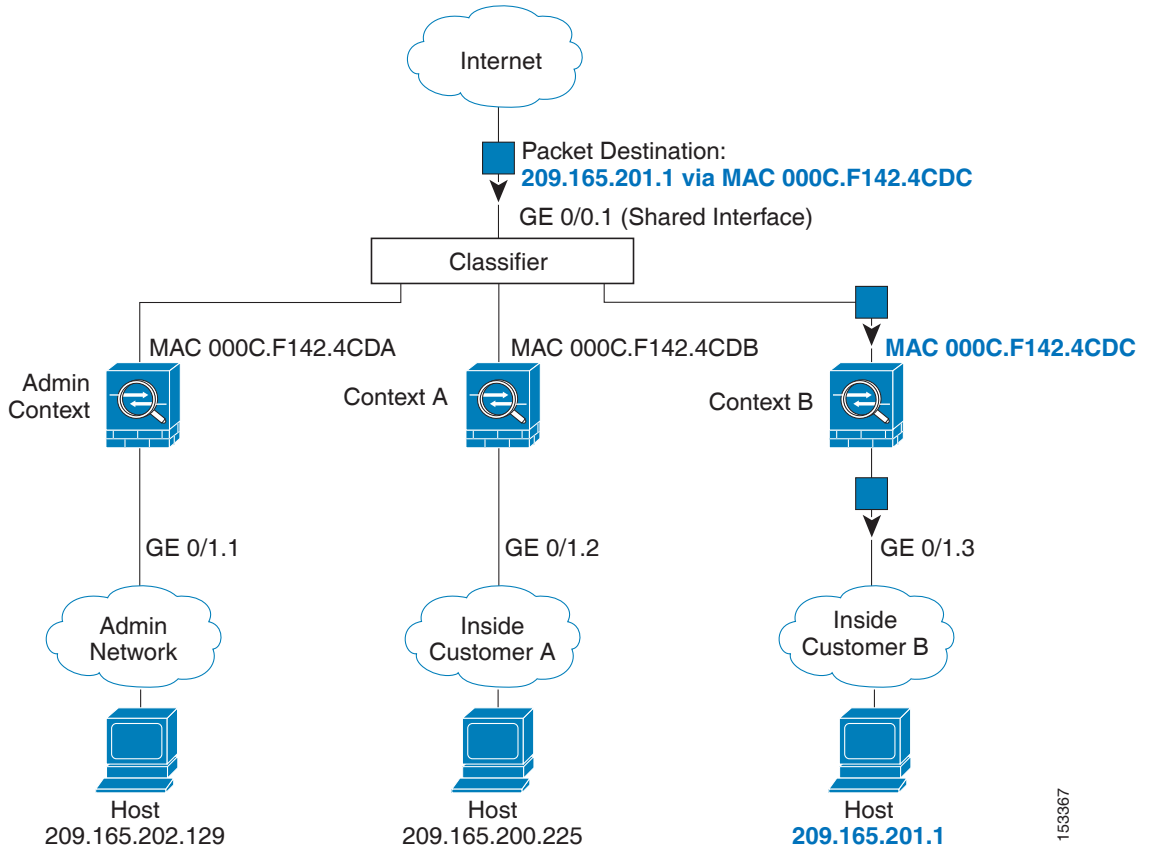 Internet
Packet Destination:
209.165.201.1 via MAC 000C.F142.4CDC
GE 0/0.1 (Shared Interface)
Classifier
MAC 000C.F142.4CDA
MAC 000C.F142.4CDB
MAC 000C.F142.4CDC
Admin
Context
Context A
Context B
GE 0/1.1
GE 0/1.2
GE 0/1.3
Admin
Network
Inside
Customer A
Inside
Customer B
Host
209.165.202.129
Host
209.165.200.225
Host
209.165.201.1
153367